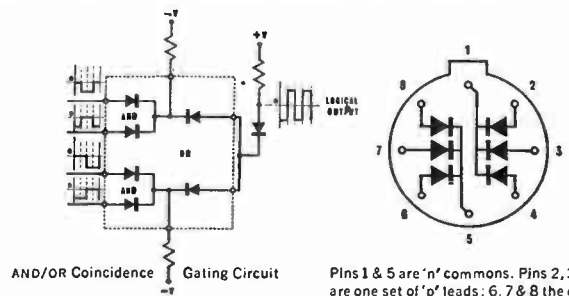 -V
+V
1
8
2
AND
LOGICAL
OUTPUT
OR
7
3
AND
6
4
5
-V
AND/OR Coincidence Gating Circuit
Pins 1 & 5 are 'n' commons. Pins 2, 3
are one set of 'p' leads; 6, 7 & 8 the